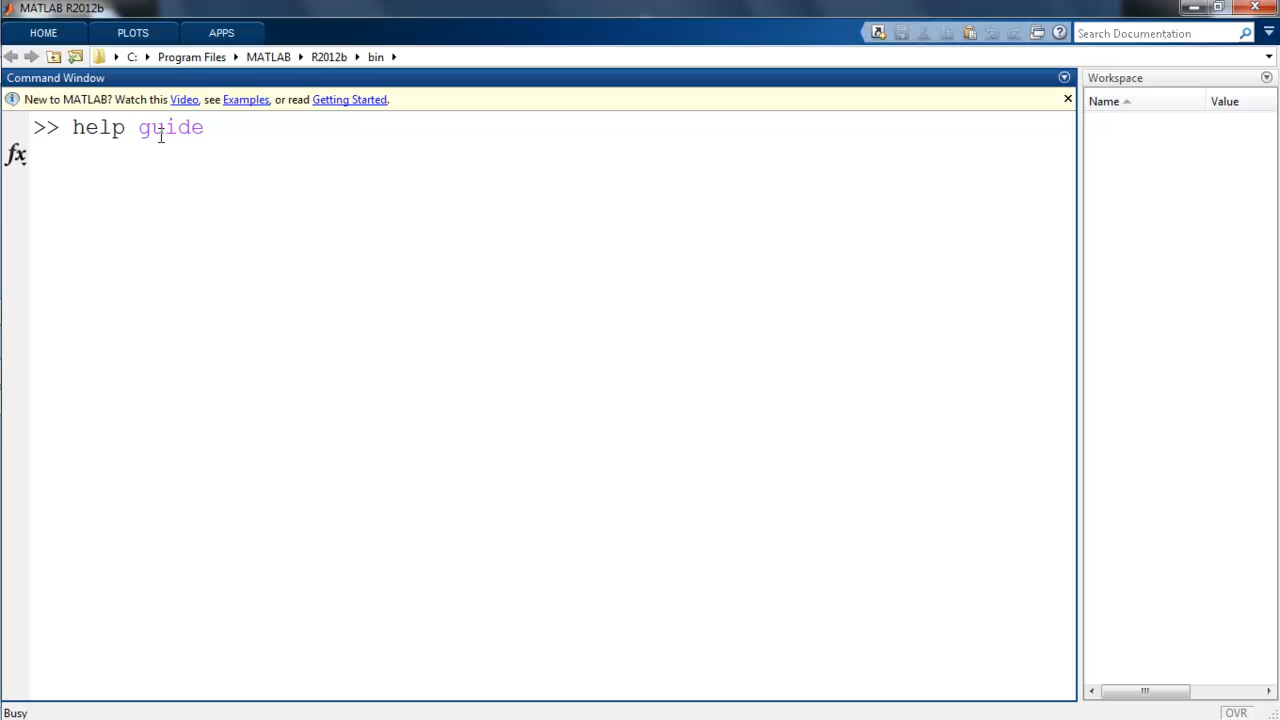 MATLAB R2012b
HOME PLOTS APPS
Search Documentation
C: Program Files MATLAB R2012b bin
Command Window
Workspace
New to MATLAB? Watch this Video, see Examples, or read Getting Started.
Name Value
>> help guide
fx
Busy
OVR